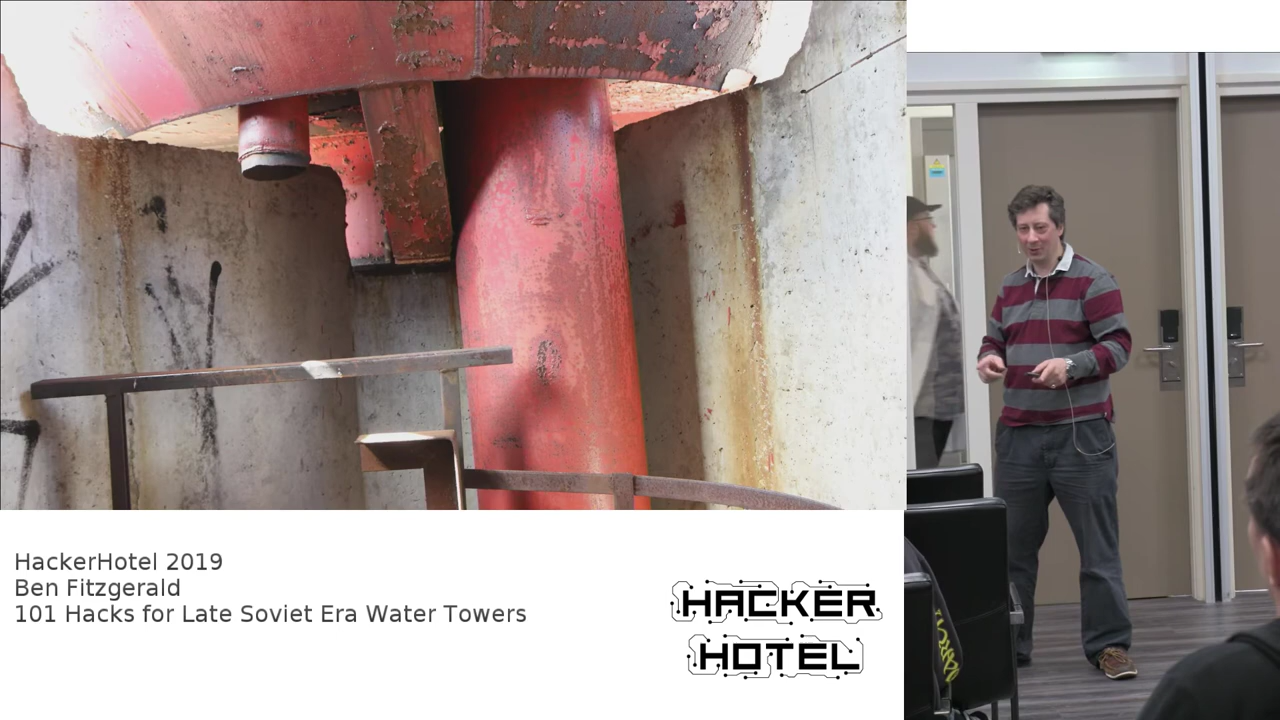 HackerHotel 2019
Ben Fitzgerald
101 Hacks for Late Soviet Era Water Towers
HACKER
HOTEL